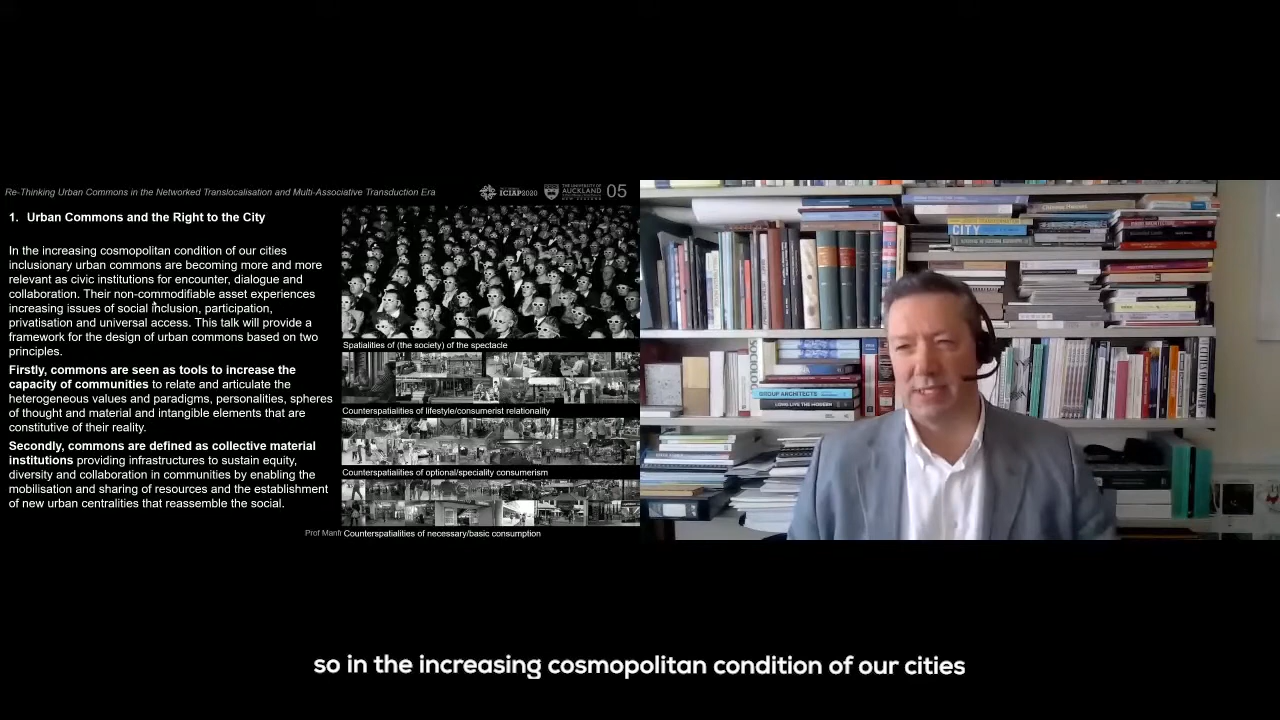 Re-Thinking Urban Commons in the Networked Translocalisation and Multi-Associative Transduction Era
ICIAP2020
THE UNIVERSITY OF
AUCKLAND
NEW ZEALAND
05
1. Urban Commons and the Right to the City
In the increasing cosmopolitan condition of our cities
inclusionary urban commons are becoming more and more
relevant as civic institutions for encounter, dialogue and
collaboration. Their non-commodifiable asset experiences
increasing issues of social inclusion, participation,
privatisation and universal access. This talk will provide a
framework for the design of urban commons based on two
principles.
Firstly, commons are seen as tools to increase the
capacity of communities to relate and articulate the
heterogeneous values and paradigms, personalities, spheres
of thought and material and intangible elements that are
constitutive of their reality.
Secondly, commons are defined as collective material
institutions providing infrastructures to sustain equity,
diversity and collaboration in communities by enabling the
mobilisation and sharing of resources and the establishment
of new urban centralities that reassemble the social.
Spatialities of (the society) of the spectacle
Counterspatialities of lifestyle/consumerist relationality
Counterspatialities of optional/speciality consumerism
Prof Manfr
Counterspatialities of necessary/basic consumption
CITY
GROUP ARCHITECTS
LONG LIVE THE MODERN
so in the increasing cosmopolitan condition of our cities